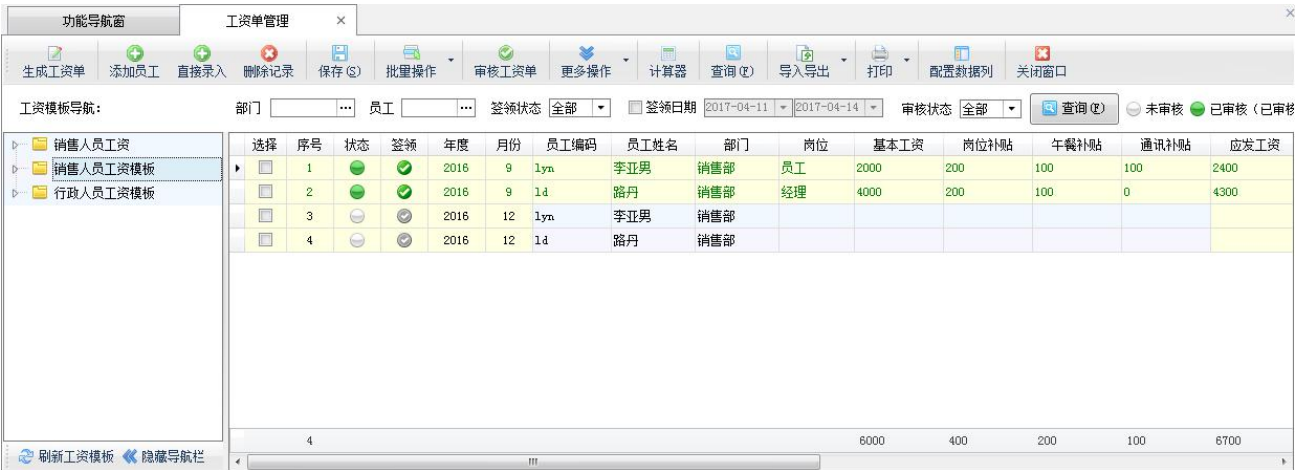 功能导航窗 工资单管理 ×
生成工资单 添加员工 直接录入 删除记录 保存(S) 批里操作 审核工资单 更多操作 计算器 查询(F) 导入导出 打印 配置数据列 关闭窗口
工资模板导航: 部门 ... 员工 ... 签领状态 全部 签领日期 2017-04-11 2017-04-14 审核状态 全部 查询(F) 未审核 已审核(已审核
销售人员工资 选择 序号 状态 签领 年度 月份 员工编码 员工姓名 部门 岗位 基本工资 岗位补贴 午餐补贴 通讯补贴 应发工资
销售人员工资模板 1 2016 9 lyn 李亚男 销售部 员工 2000 200 100 100 2400
行政人员工资模板 2 2016 9 ld 路丹 销售部 经理 4000 200 100 0 4300
3 2016 12 lyn 李亚男 销售部
4 2016 12 ld 路丹 销售部
4 6000 400 200 100 6700
刷新工资模板 隐藏导航栏